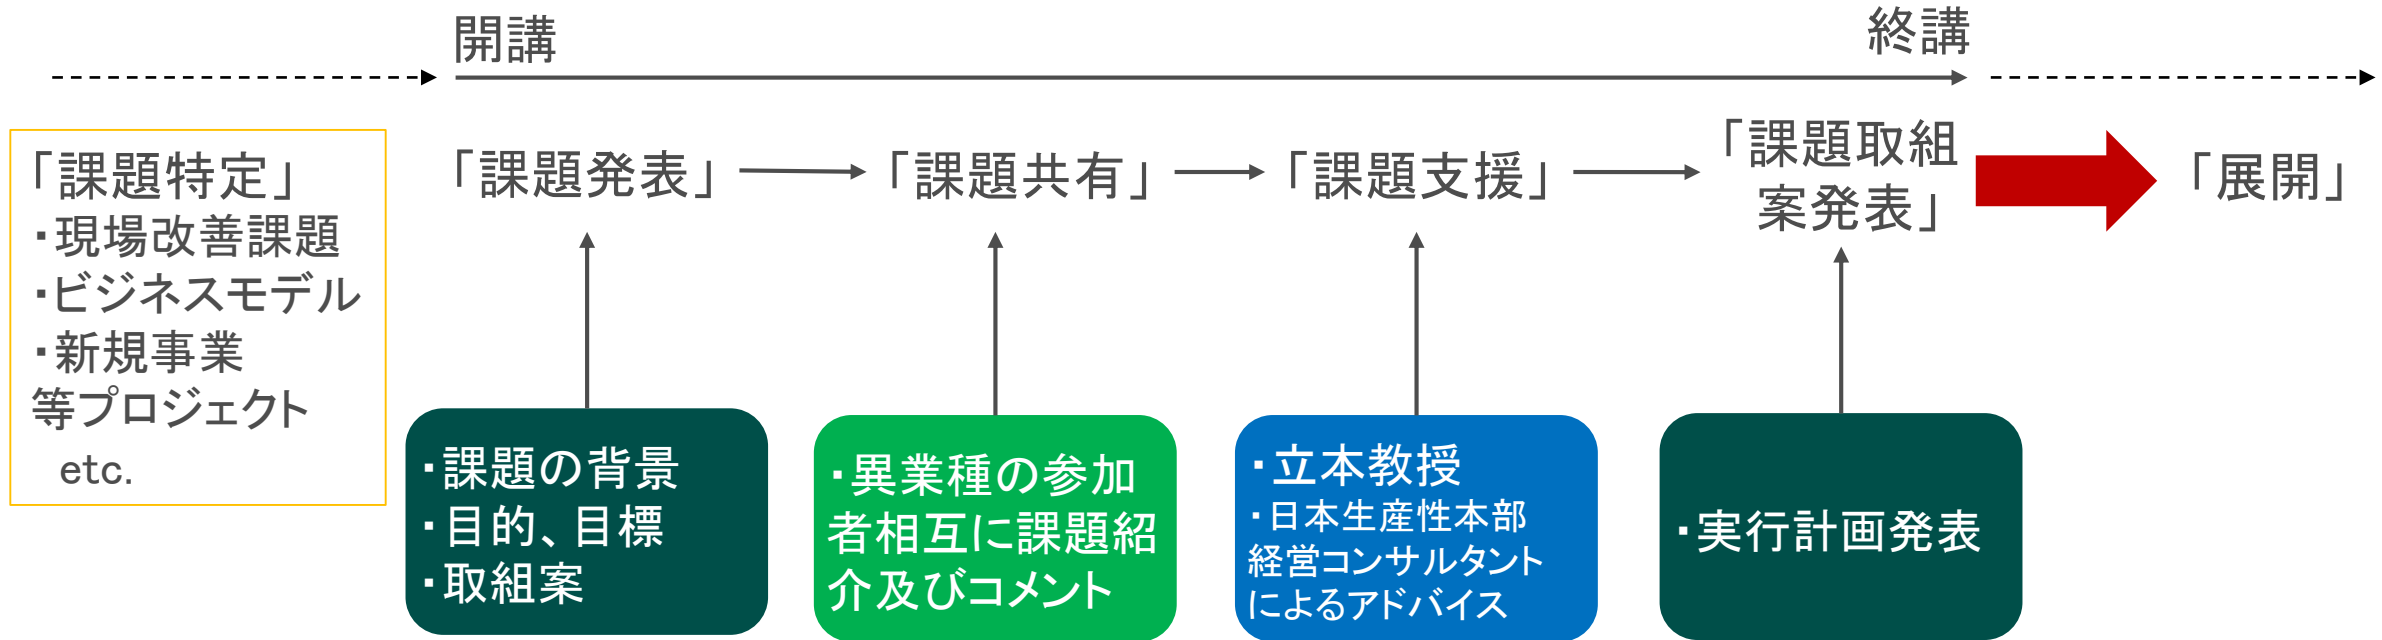 開講
終講
「課題特定」
・現場改善課題
・ビジネスモデル
・新規事業
等プロジェクト
etc.
「課題発表」
「課題共有」
「課題支援」
「課題取組
案発表」
「展開」
・課題の背景
・目的、目標
・取組案
・異業種の参加
者相互に課題紹
介及びコメント
・立本教授
・日本生産性本部
経営コンサルタント
によるアドバイス
・実行計画発表